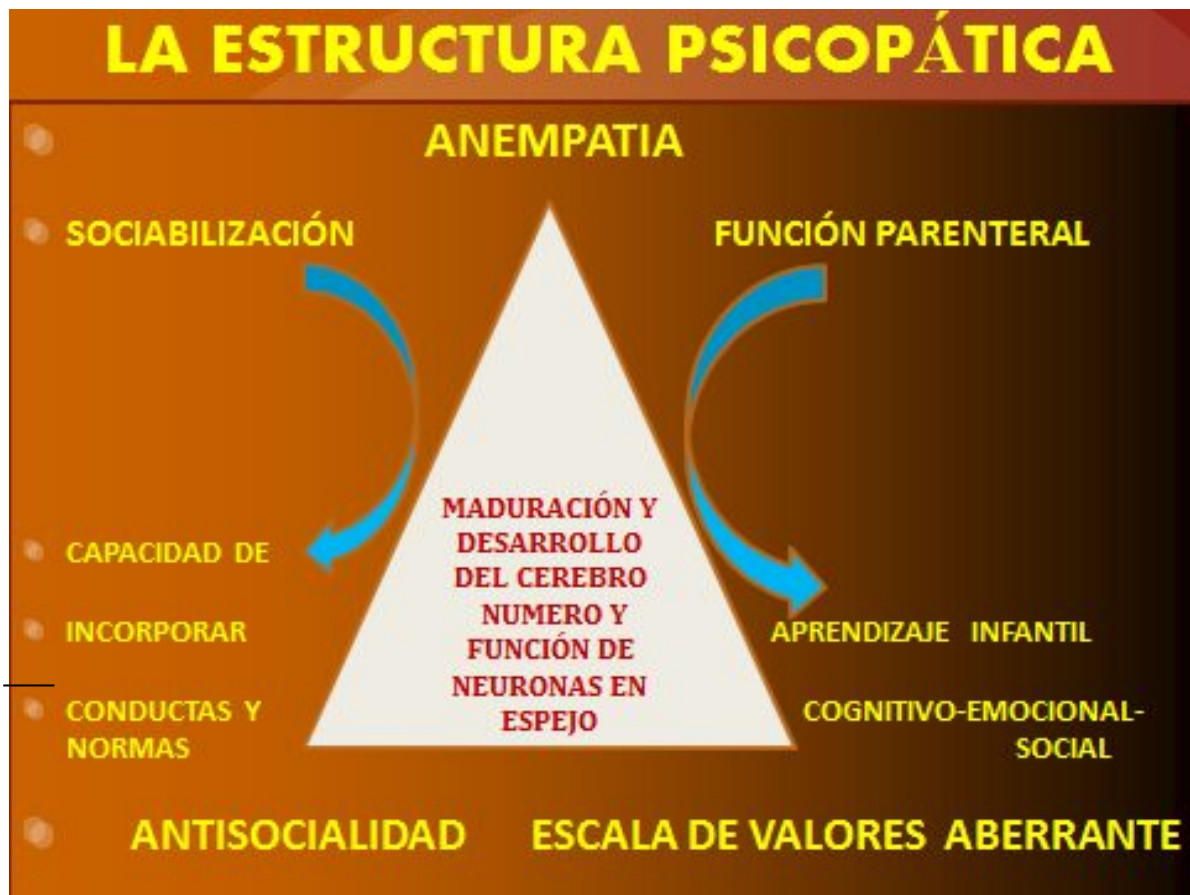 LA ESTRUCTURA PSICOPÁTICA
ANEMPATIA
SOCIABILIZACIÓN
FUNCIÓN PARENTERAL
MADURACIÓN Y
DESARROLLO
DEL CEREBRO
NUMERO Y
FUNCIÓN DE
NEURONAS EN
ESPEJO
CAPACIDAD DE
INCORPORAR
CONDUCTAS Y
NORMAS
APRENDIZAJE INFANTIL
COGNITIVO-EMOCIONAL-
SOCIAL
ANTISOCIALIDAD ESCALA DE VALORES ABERRANTE